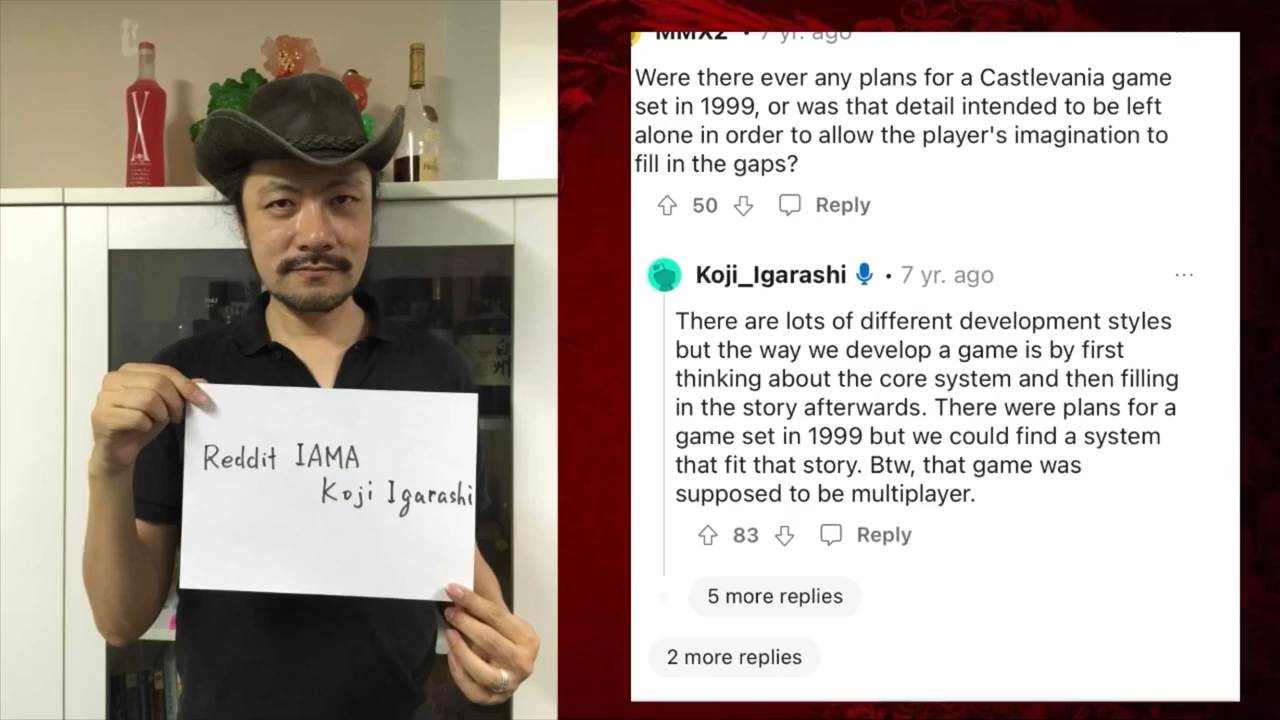 X
Reddit IAMA
Koji Igarashi
MMX2 • 7 yr. ago
Were there ever any plans for a Castlevania game
set in 1999, or was that detail intended to be left
alone in order to allow the player's imagination to
fill in the gaps?
50 Reply
Koji_Igarashi • 7 yr. ago
There are lots of different development styles
but the way we develop a game is by first
thinking about the core system and then filling
in the story afterwards. There were plans for a
game set in 1999 but we could find a system
that fit that story. Btw, that game was
supposed to be multiplayer.
83 Reply
5 more replies
2 more replies